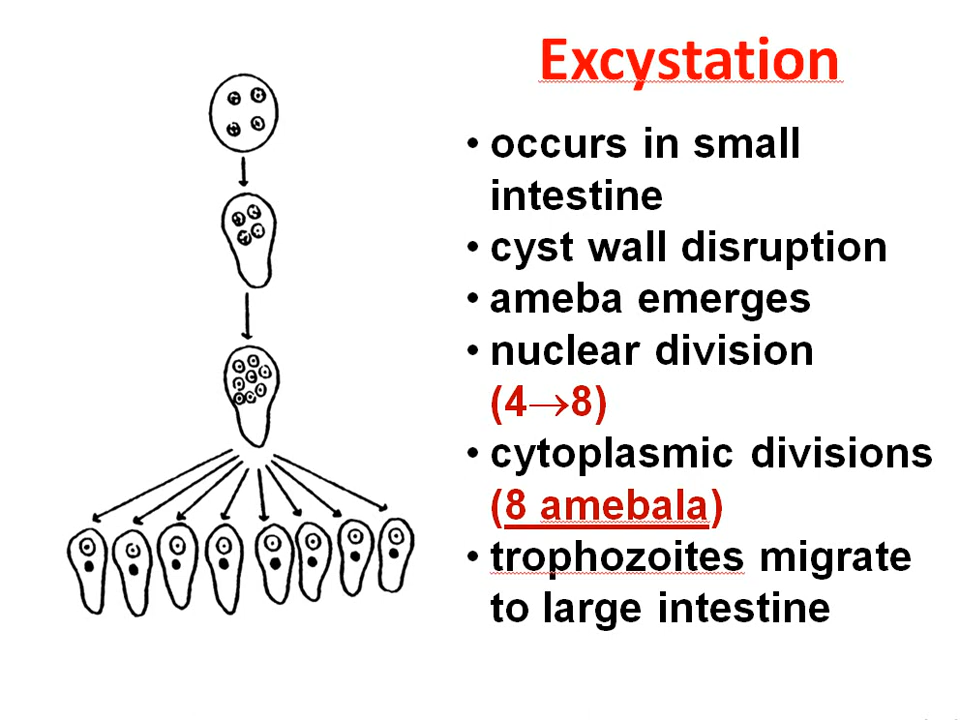 Excystation
• occurs in small
intestine
• cyst wall disruption
• ameba emerges
• nuclear division
(4→8)
• cytoplasmic divisions
(8 amebala)
• trophozoites migrate
to large intestine